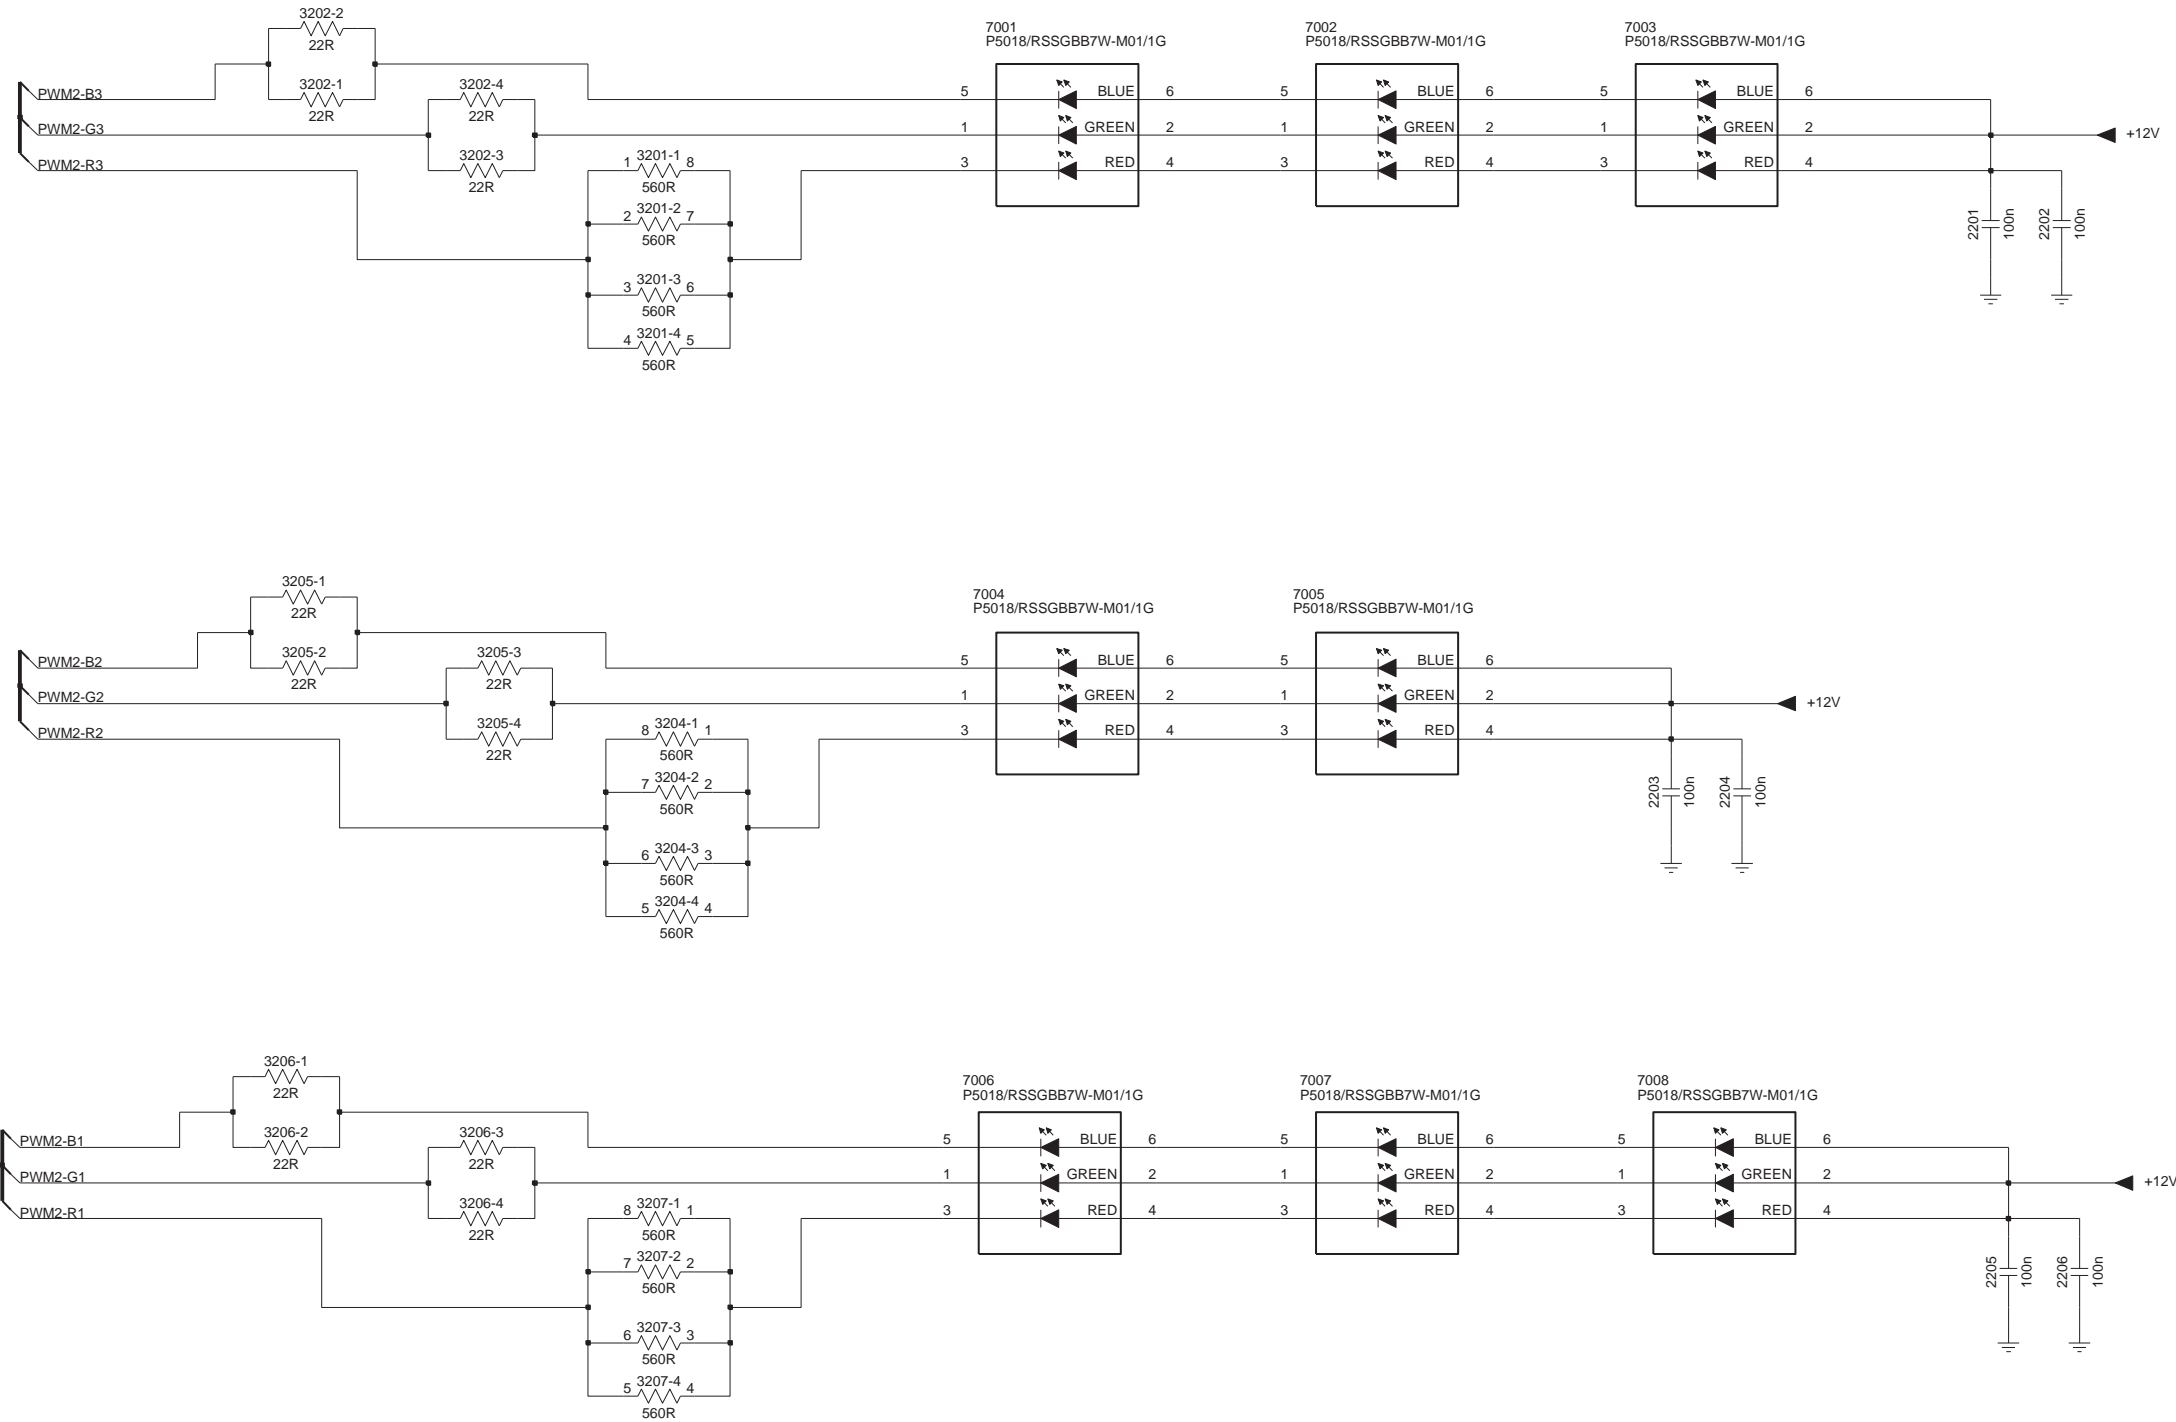 3202-2
22R
3202-1
22R
PWM2-B3
3202-4
22R
PWM2-G3
3202-3
22R
PWM2-R3
1 3201-1 8
560R
2 3201-2 7
560R
3 3201-3 6
560R
4 3201-4 5
560R
7001
P5018/RSSGBB7W-M01/1G
5 BLUE 6
1 GREEN 2
3 RED 4
7002
P5018/RSSGBB7W-M01/1G
5 BLUE 6
1 GREEN 2
3 RED 4
7003
P5018/RSSGBB7W-M01/1G
5 BLUE 6
1 GREEN 2
3 RED 4
+12V
2201
100n
2202
100n
3205-1
22R
3205-2
22R
PWM2-B2
3205-3
22R
PWM2-G2
3205-4
22R
PWM2-R2
8 3204-1 1
560R
7 3204-2 2
560R
6 3204-3 3
560R
5 3204-4 4
560R
7004
P5018/RSSGBB7W-M01/1G
5 BLUE 6
1 GREEN 2
3 RED 4
7005
P5018/RSSGBB7W-M01/1G
5 BLUE 6
1 GREEN 2
3 RED 4
+12V
2203
100n
2204
100n
3206-1
22R
3206-2
22R
PWM2-B1
3206-3
22R
PWM2-G1
3206-4
22R
PWM2-R1
8 3207-1 1
560R
7 3207-2 2
560R
6 3207-3 3
560R
5 3207-4 4
560R
7006
P5018/RSSGBB7W-M01/1G
5 BLUE 6
1 GREEN 2
3 RED 4
7007
P5018/RSSGBB7W-M01/1G
5 BLUE 6
1 GREEN 2
3 RED 4
7008
P5018/RSSGBB7W-M01/1G
5 BLUE 6
1 GREEN 2
3 RED 4
+12V
2205
100n
2206
100n